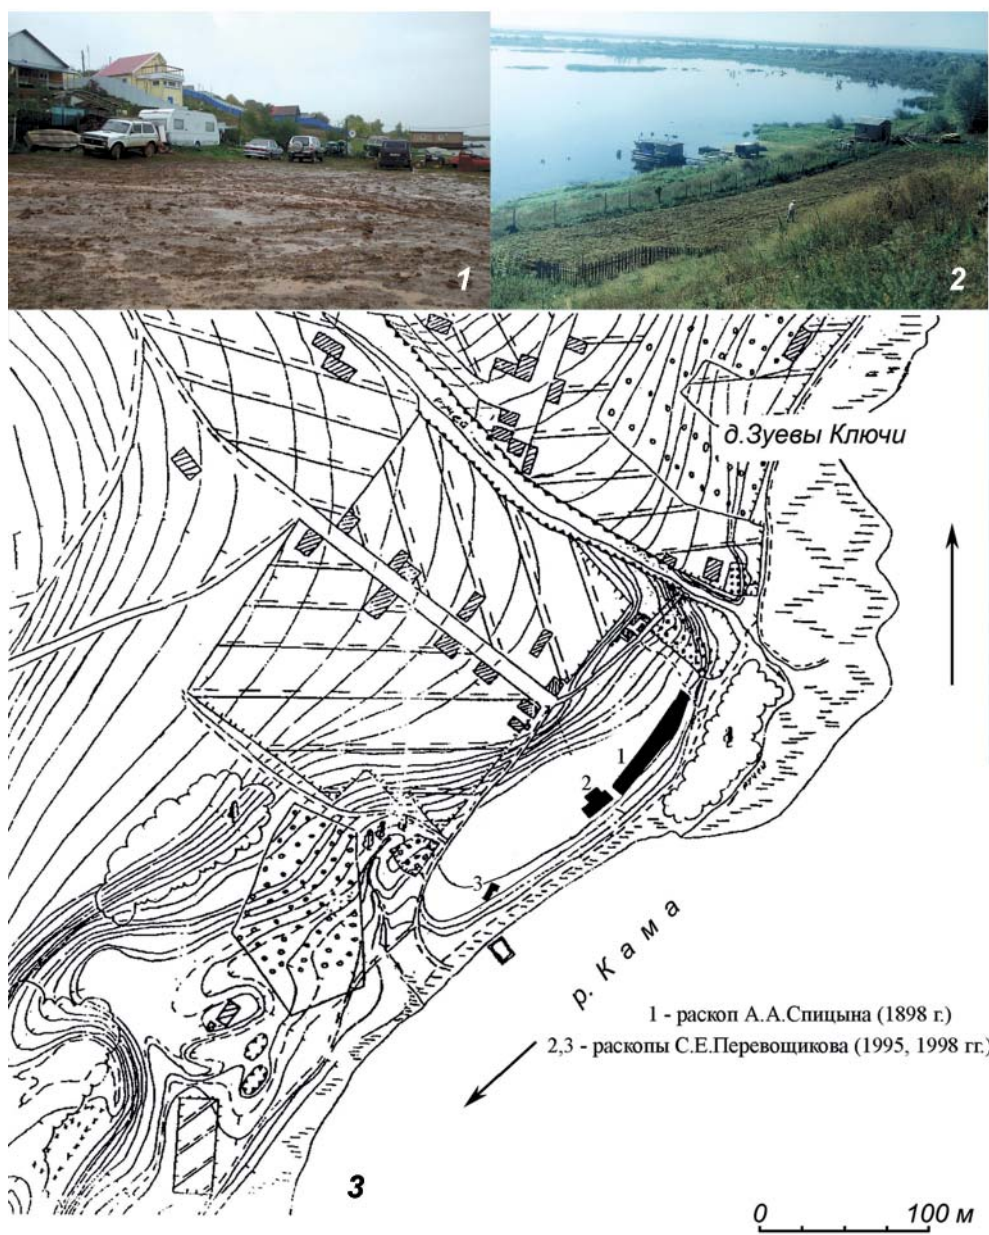 1
2
д.Зуевы Ключи
1
2
3
р. Кама
1 - раскоп А.А.Спицына (1898 г.)
2,3 - раскопы С.Е.Перевощикова (1995, 1998 гг.)
3
0 100 м